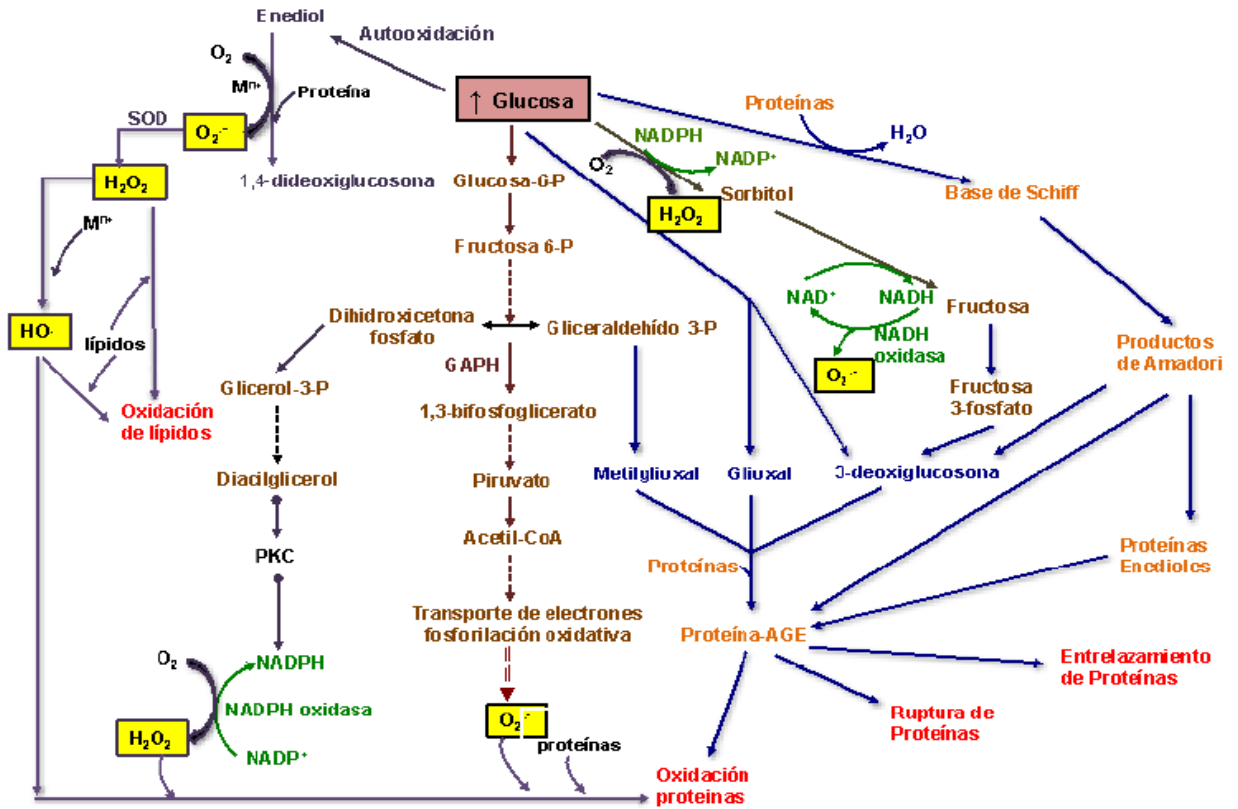 Enediol
Autooxidación
O₂
Mⁿ⁺
Proteína
↑ Glucosa
Proteínas
SOD
O₂·⁻
NADPH
H₂O
O₂
NADP⁺
H₂O₂
1,4-dideoxiglucosona
Glucosa-6-P
Sorbitol
Base de Schiff
H₂O₂
Mⁿ⁺
Fructosa 6-P
NAD⁺
NADH
Fructosa
HO·
lípidos
Dihidroxicetona
fosfato
Gliceraldehído 3-P
NADH
oxidasa
Productos
de Amadori
GAPH
O₂·⁻
Glicerol-3-P
Fructosa
3-fosfato
Oxidación
de lípidos
1,3-bifosfoglicerato
Diacilglicerol
Piruvato
Metilglioxal
Glioxal
3-deoxiglucosona
Acetil-CoA
PKC
Proteínas
Proteínas
Enedioles
Transporte de electrones
fosforilación oxidativa
Proteína-AGE
O₂
NADPH
Entrelazamiento
de Proteínas
NADPH oxidasa
O₂·⁻
Ruptura de
Proteínas
H₂O₂
NADP⁺
proteínas
Oxidación
proteinas